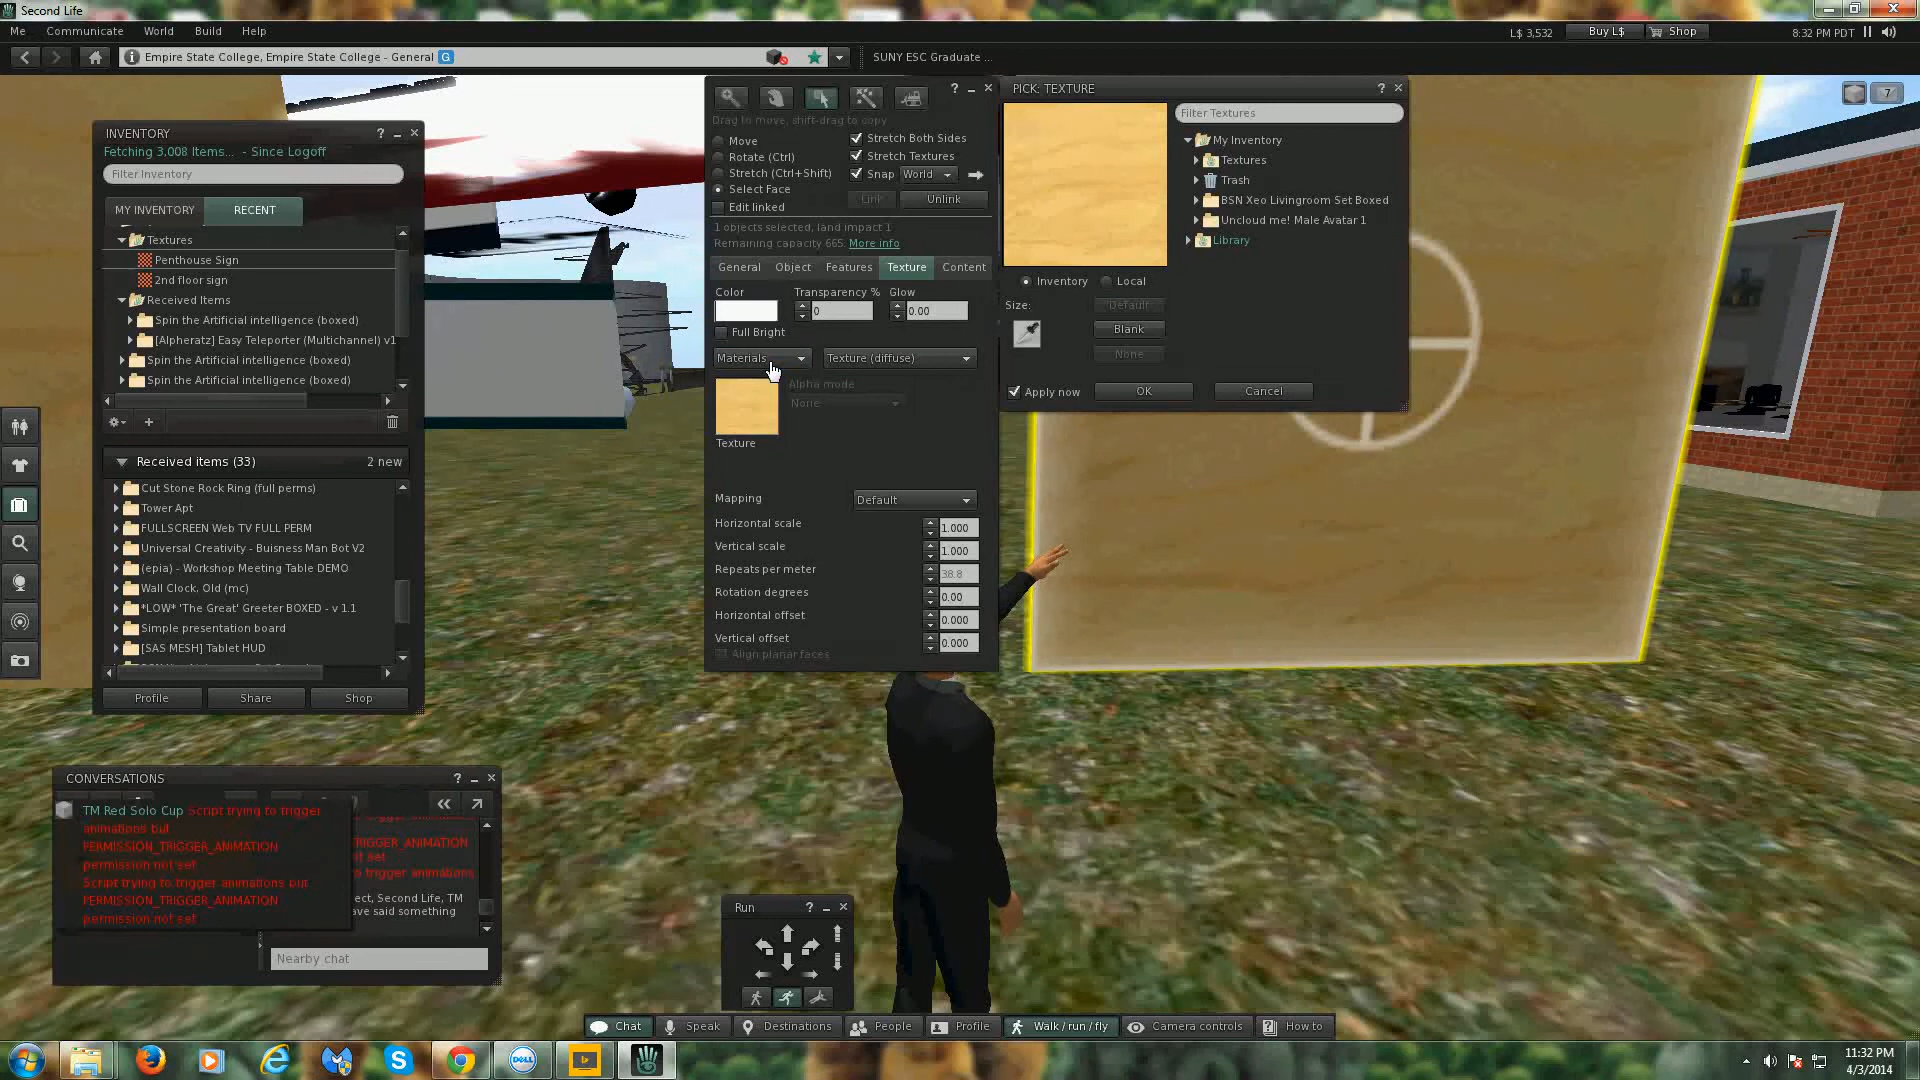 Second Life
Me Communicate World Build Help
L$ 3,532 Buy L$ Shop 8:32 PM PDT
Empire State College, Empire State College - General G
SUNY ESC Graduate ...
INVENTORY
Fetching 3,008 Items... - Since Logoff
Filter Inventory
MY INVENTORY RECENT
Textures
Penthouse Sign
2nd floor sign
Received Items
Spin the Artificial intelligence (boxed)
[Alpheratz] Easy Teleporter (Multichannel) v1
Spin the Artificial intelligence (boxed)
Spin the Artificial intelligence (boxed)
Received items (33) 2 new
Cut Stone Rock Ring (full perms)
Tower Apt
FULLSCREEN Web TV FULL PERM
Universal Creativity - Buisness Man Bot V2
(epia) - Workshop Meeting Table DEMO
Wall Clock, Old (mc)
*LOW* 'The Great' Greeter BOXED - v 1.1
Simple presentation board
[SAS MESH] Tablet HUD
Profile Share Shop
Drag to move, shift-drag to copy
Move
Rotate (Ctrl)
Stretch (Ctrl+Shift)
Select Face
Edit linked
Stretch Both Sides
Stretch Textures
Snap World
Link Unlink
1 objects selected, land impact 1
Remaining capacity 665. More info
General Object Features Texture Content
Color Transparency % Glow
0 0.00
Full Bright
Materials Texture (diffuse)
Alpha mode
None
Texture
Mapping Default
Horizontal scale 1.000
Vertical scale 1.000
Repeats per meter 38.8
Rotation degrees 0.00
Horizontal offset 0.000
Vertical offset 0.000
Align planar faces
PICK: TEXTURE
Filter Textures
My Inventory
Textures
Trash
BSN Xeo Livingroom Set Boxed
Uncloud me! Male Avatar 1
Library
Inventory Local
Size: Default
Blank
None
Apply now OK Cancel
7
CONVERSATIONS
TM Red Solo Cup Script trying to trigger
animations but
PERMISSION_TRIGGER_ANIMATION
permission not set
Script trying to trigger animations but
PERMISSION_TRIGGER_ANIMATION
permission not set
TRIGGER_ANIMATION
to trigger animations
ect, Second Life, TM
ave said something
Nearby chat
Run
Chat Speak Destinations People Profile Walk / run / fly Camera controls How to
DELL
11:32 PM
4/3/2014